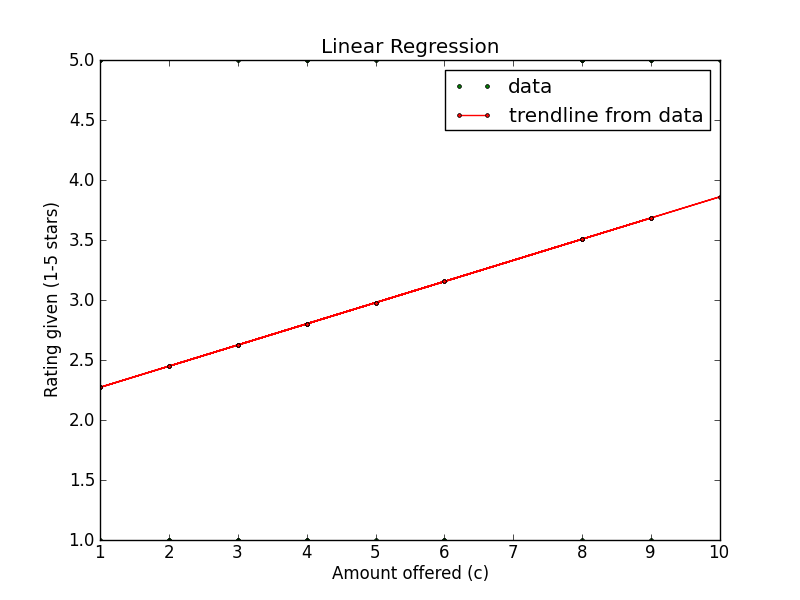 Linear Regression
data
trendline from data
5.0
4.5
4.0
3.5
3.0
2.5
2.0
1.5
1.0
Rating given (1-5 stars)
1 2 3 4 5 6 7 8 9 10
Amount offered (c)